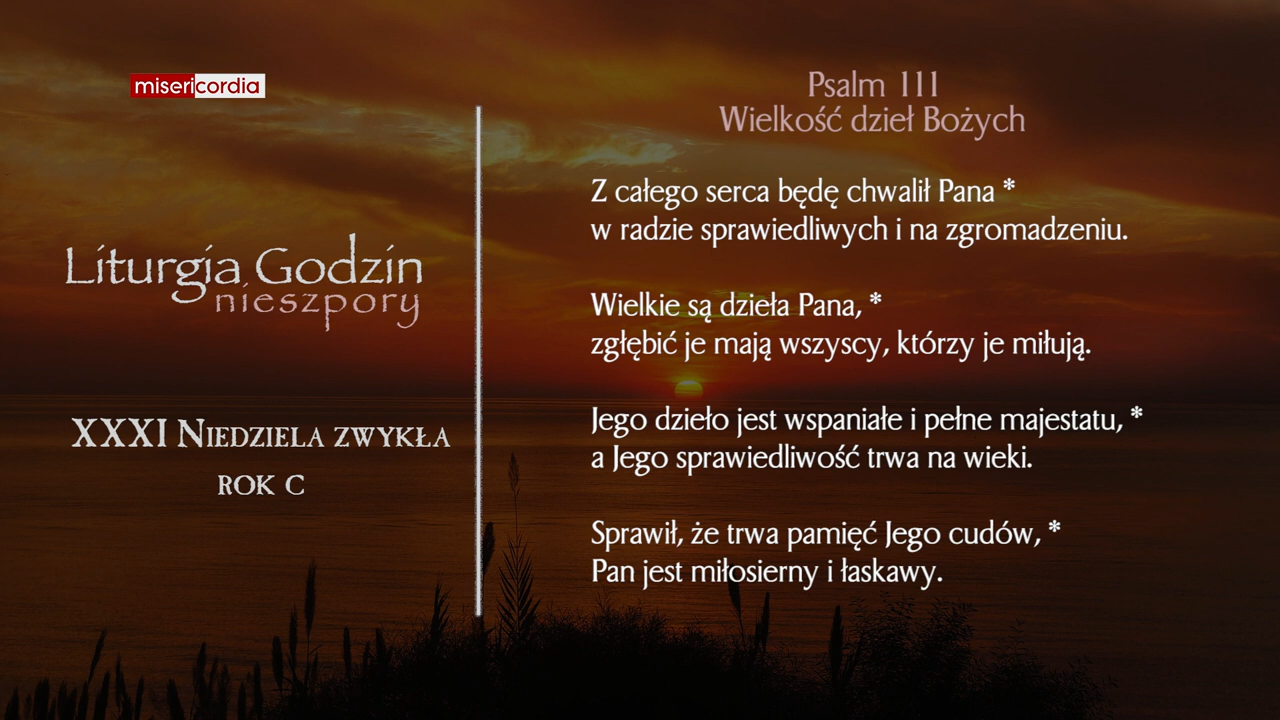 misericordia
Liturgia Godzin
nieszpory
XXXI Niedziela zwykła
rok C
Psalm 111
Wielkość dzieł Bożych
Z całego serca będę chwalił Pana *
w radzie sprawiedliwych i na zgromadzeniu.
Wielkie są dzieła Pana, *
zgłębić je mają wszyscy, którzy je miłują.
Jego dzieło jest wspaniałe i pełne majestatu, *
a Jego sprawiedliwość trwa na wieki.
Sprawił, że trwa pamięć Jego cudów, *
Pan jest miłosierny i łaskawy.